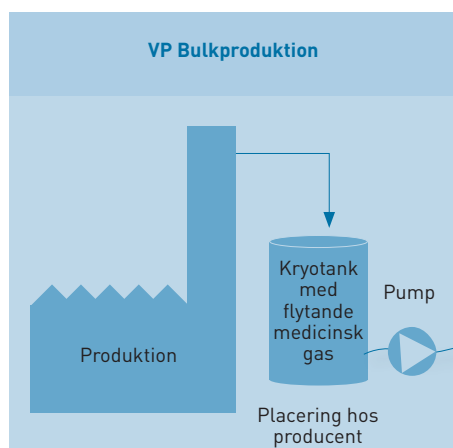 VP Bulkproduktion
Kryotank
med
flytande
medicinsk
gas
Pump
Produktion
Placering hos
producent